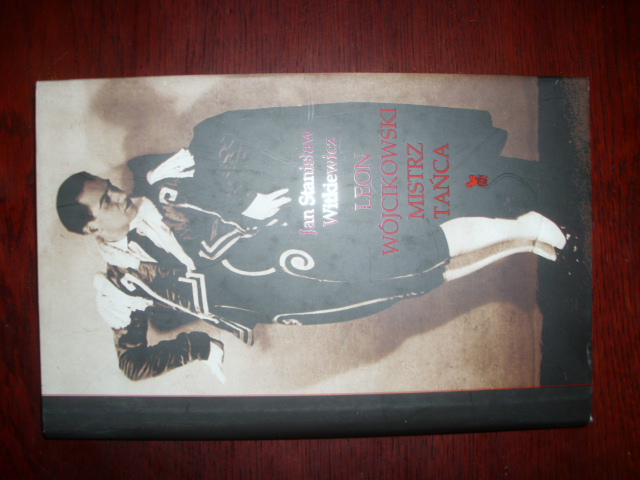 Jan Stanisław
Witkiewicz
LEON
WÓJCIKOWSKI
MISTRZ
TAŃCA